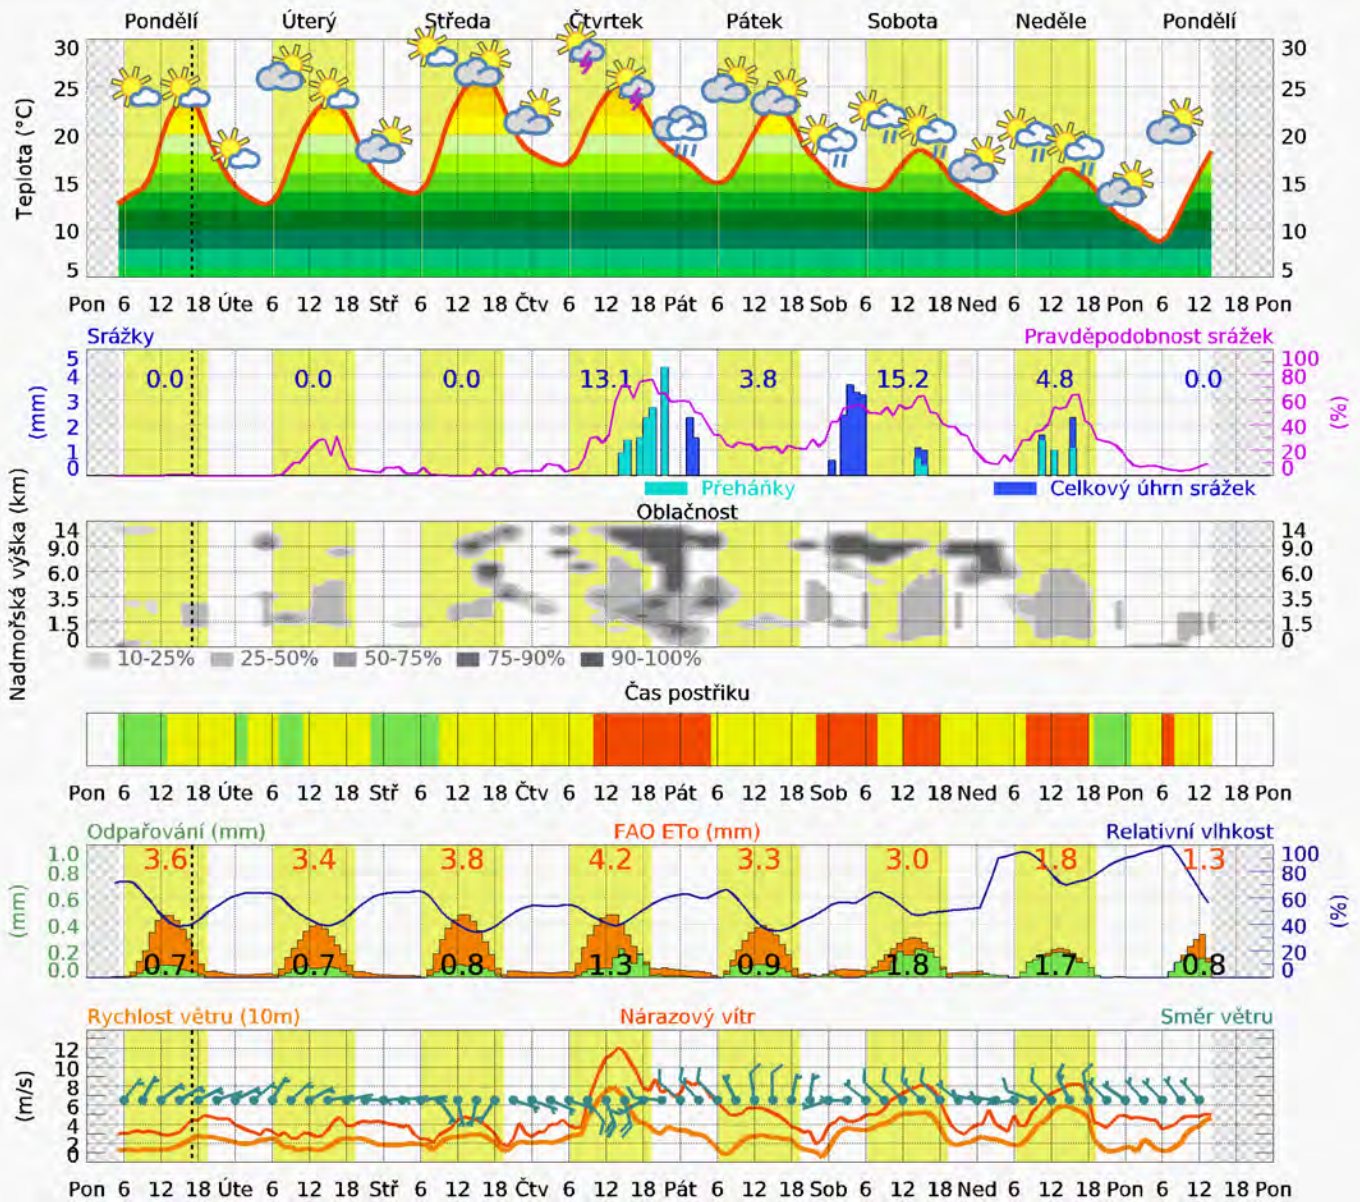 Pondělí Úterý Středa Čtvrtek Pátek Sobota Neděle Pondělí
Teplota (°C)
30 30
25 25
20 20
15 15
10 10
5 5
Pon 6 12 18 Úte 6 12 18 Stř 6 12 18 Čtv 6 12 18 Pát 6 12 18 Sob 6 12 18 Ned 6 12 18 Pon 6 12 18 Pon
Srážky Pravděpodobnost srážek
(mm)
5 100
4 80
3 60
2 40
1 20
0 0
(%)
0.0 0.0 0.0 13.1 3.8 15.2 4.8 0.0
Přeháňky Celkový úhrn srážek
Oblačnost
Nadmořská výška (km)
14 14
9.0 9.0
6.0 6.0
3.5 3.5
1.5 1.5
0 0
10-25% 25-50% 50-75% 75-90% 90-100%
Čas postřiku
Pon 6 12 18 Úte 6 12 18 Stř 6 12 18 Čtv 6 12 18 Pát 6 12 18 Sob 6 12 18 Ned 6 12 18 Pon 6 12 18 Pon
Odpařování (mm) FAO ETo (mm) Relativní vlhkost
(mm)
1.0 100
0.8 80
0.6 60
0.4 40
0.2 20
0.0 0
(%)
3.6 3.4 3.8 4.2 3.3 3.0 1.8 1.3
0.7 0.7 0.8 1.3 0.9 1.8 1.7 0.8
Rychlost větru (10m) Nárazový vítr Směr větru
(m/s)
12
10
8
6
4
2
0
Pon 6 12 18 Úte 6 12 18 Stř 6 12 18 Čtv 6 12 18 Pát 6 12 18 Sob 6 12 18 Ned 6 12 18 Pon 6 12 18 Pon